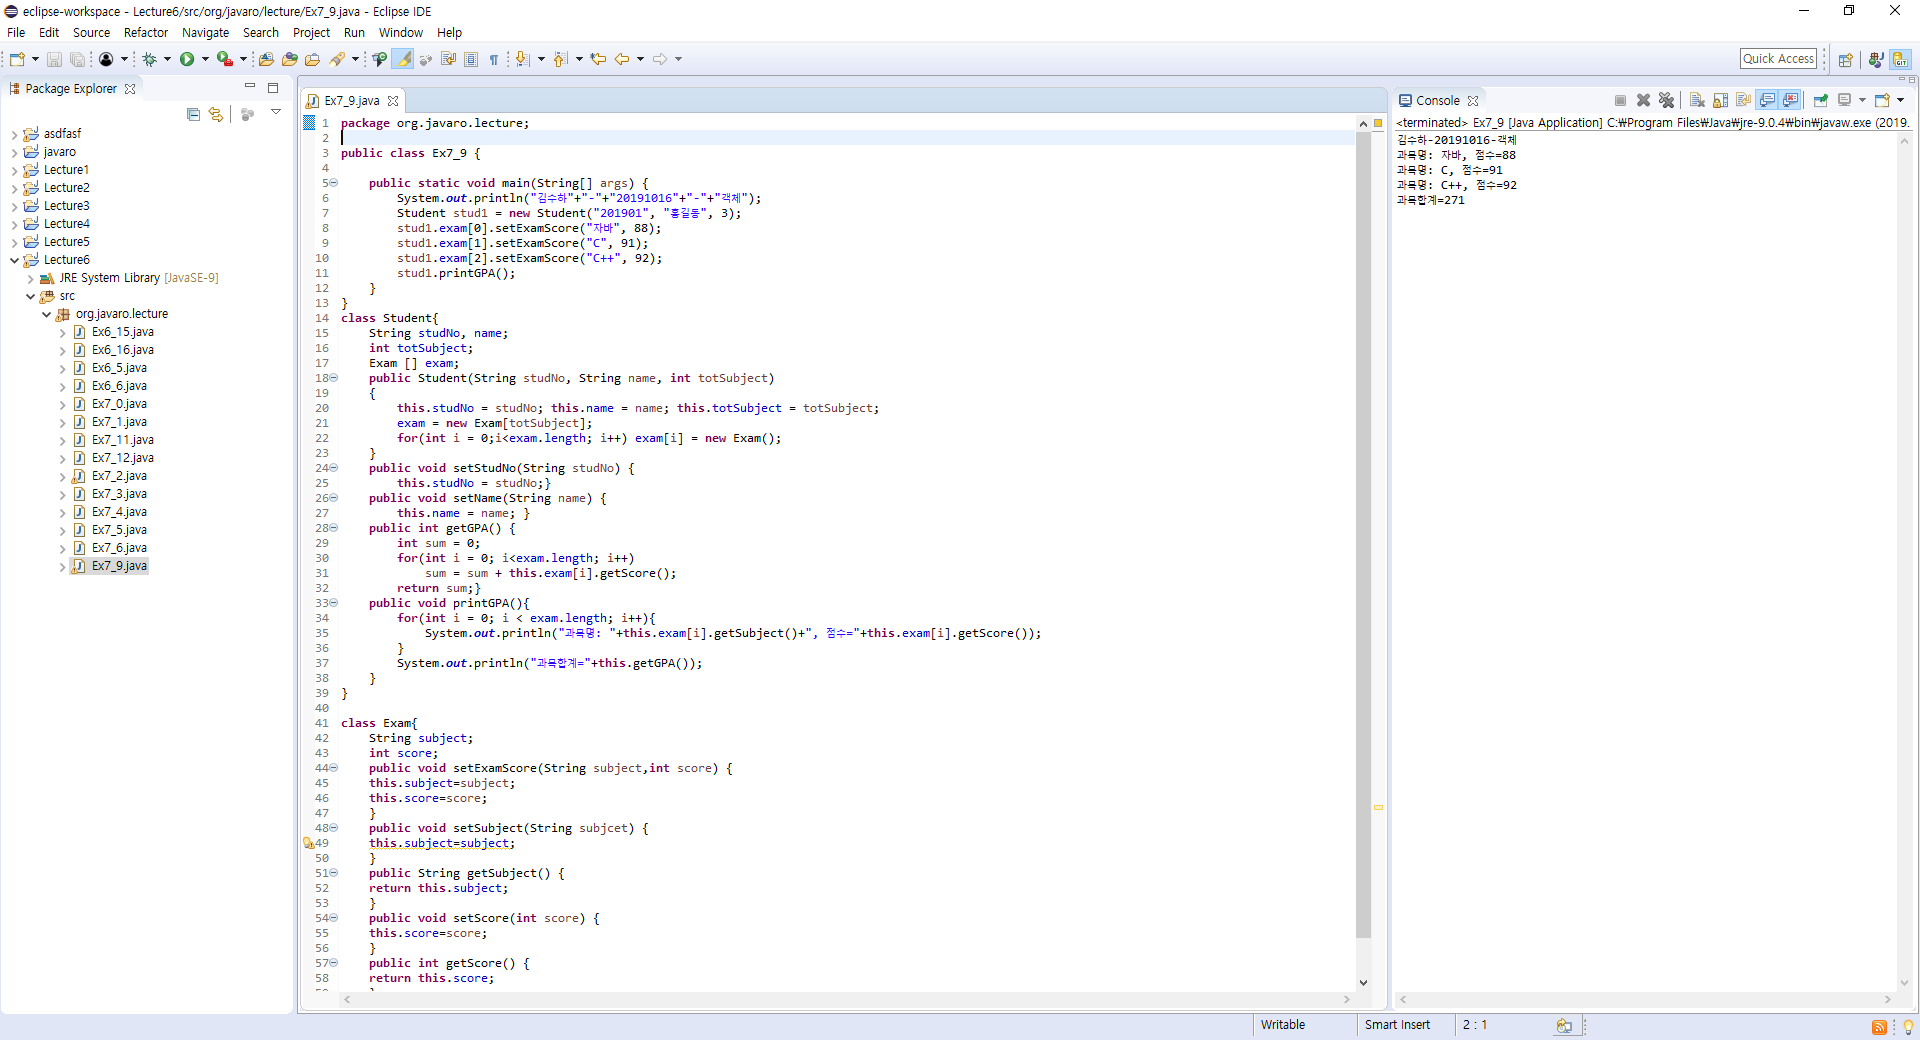 eclipse-workspace - Lecture6/src/org/javaro/lecture/Ex7_9.java - Eclipse IDE
File Edit Source Refactor Navigate Search Project Run Window Help
Quick Access
Package Explorer
asdfasf
javaro
Lecture1
Lecture2
Lecture3
Lecture4
Lecture5
Lecture6
JRE System Library [JavaSE-9]
src
org.javaro.lecture
Ex6_15.java
Ex6_16.java
Ex6_5.java
Ex6_6.java
Ex7_0.java
Ex7_1.java
Ex7_11.java
Ex7_12.java
Ex7_2.java
Ex7_3.java
Ex7_4.java
Ex7_5.java
Ex7_6.java
Ex7_9.java
Ex7_9.java
1 package org.javaro.lecture;
2
3 public class Ex7_9 {
4
5 public static void main(String[] args) {
6 System.out.println("김수하"+"-"+"20191016"+"-"+"객체");
7 Student stud1 = new Student("201901", "홍길동", 3);
8 stud1.exam[0].setExamScore("자바", 88);
9 stud1.exam[1].setExamScore("C", 91);
10 stud1.exam[2].setExamScore("C++", 92);
11 stud1.printGPA();
12 }
13 }
14 class Student{
15 String studNo, name;
16 int totSubject;
17 Exam [] exam;
18 public Student(String studNo, String name, int totSubject)
19 {
20 this.studNo = studNo; this.name = name; this.totSubject = totSubject;
21 exam = new Exam[totSubject];
22 for(int i = 0;i<exam.length; i++) exam[i] = new Exam();
23 }
24 public void setStudNo(String studNo) {
25 this.studNo = studNo;}
26 public void setName(String name) {
27 this.name = name; }
28 public int getGPA() {
29 int sum = 0;
30 for(int i = 0; i<exam.length; i++)
31 sum = sum + this.exam[i].getScore();
32 return sum;}
33 public void printGPA(){
34 for(int i = 0; i < exam.length; i++){
35 System.out.println("과목명: "+this.exam[i].getSubject()+", 점수="+this.exam[i].getScore());
36 }
37 System.out.println("과목합계="+this.getGPA());
38 }
39 }
40
41 class Exam{
42 String subject;
43 int score;
44 public void setExamScore(String subject,int score) {
45 this.subject=subject;
46 this.score=score;
47 }
48 public void setSubject(String subjcet) {
49 this.subject=subject;
50 }
51 public String getSubject() {
52 return this.subject;
53 }
54 public void setScore(int score) {
55 this.score=score;
56 }
57 public int getScore() {
58 return this.score;
Console
<terminated> Ex7_9 [Java Application] C:₩Program Files₩Java₩jre-9.0.4₩bin₩javaw.exe (2019.
김수하-20191016-객체
과목명: 자바, 점수=88
과목명: C, 점수=91
과목명: C++, 점수=92
과목합계=271
Writable Smart Insert 2 : 1